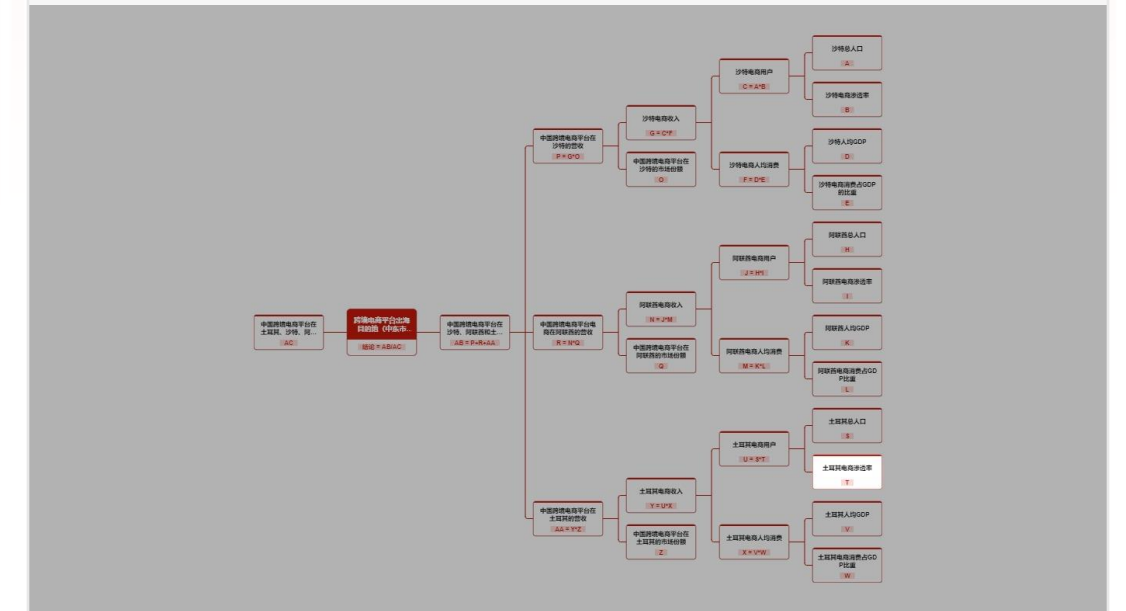 中国跨境电商平台在
土耳其、沙特、阿...
AC
跨境电商平台出海
目的地（中东市...
结论 = AB/AC
中国跨境电商平台在
沙特、阿联酋和土...
AB = P+R+AA
中国跨境电商平台在
沙特的营收
P = G*O
沙特电商收入
G = C*F
沙特电商用户
C = A*B
沙特总人口
A
沙特电商渗透率
B
沙特电商人均消费
F = D*E
沙特人均GDP
D
沙特电商消费占GDP
的比重
E
中国跨境电商平台在
沙特的市场份额
O
中国跨境电商平台电
商在阿联酋的营收
R = N*Q
阿联酋电商收入
N = J*M
阿联酋电商用户
J = H*I
阿联酋总人口
H
阿联酋电商渗透率
I
阿联酋电商人均消费
M = K*L
阿联酋人均GDP
K
阿联酋电商消费占GD
P比重
L
中国跨境电商平台在
阿联酋的市场份额
Q
中国跨境电商平台在
土耳其的营收
AA = Y*Z
土耳其电商收入
Y = U*X
土耳其电商用户
U = S*T
土耳其总人口
S
土耳其电商渗透率
T
土耳其电商人均消费
X = V*W
土耳其人均GDP
V
土耳其电商消费占GD
P比重
W
中国跨境电商平台在
土耳其的市场份额
Z